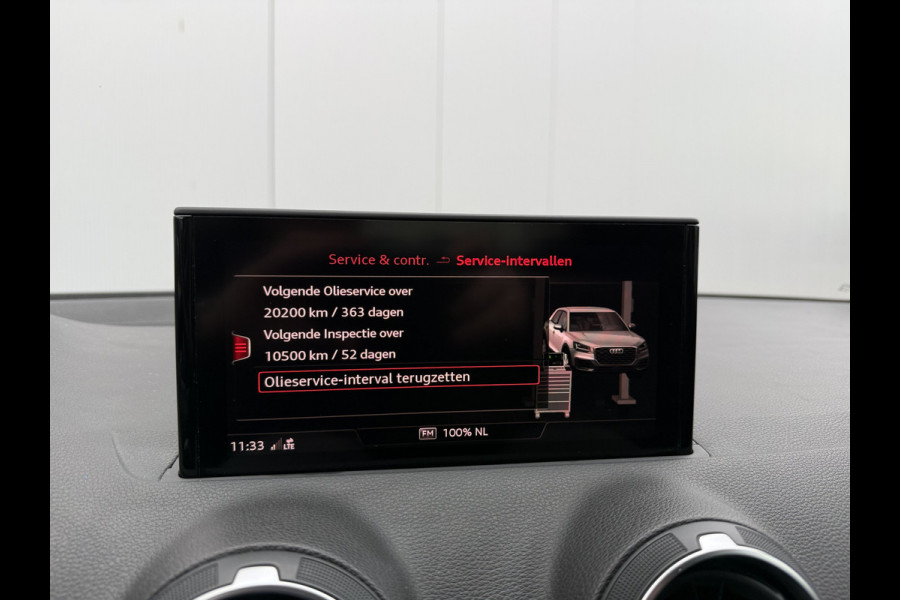 Service & contr. Service-intervallen
Volgende Olieservice over
20200 km / 363 dagen
Volgende Inspectie over
10500 km / 52 dagen
Olieservice-interval terugzetten
11:33 LTE FM 100% NL